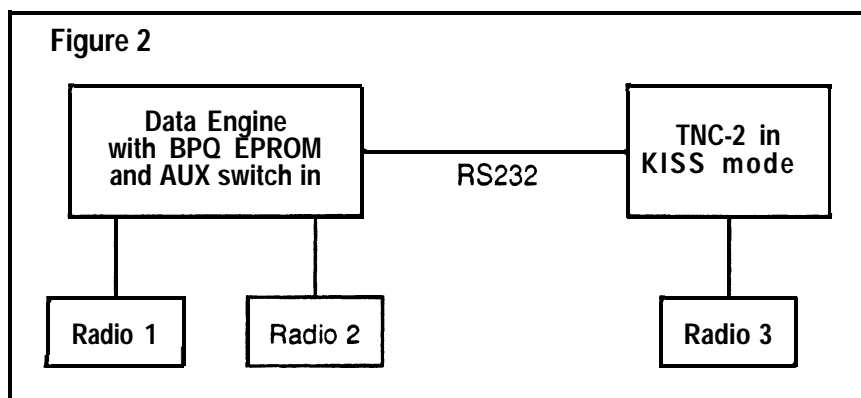 Figure 2
Data Engine
with BPQ EPROM
and AUX switch in
RS232
TNC-2 in
KISS mode
Radio 1
Radio 2
Radio 3